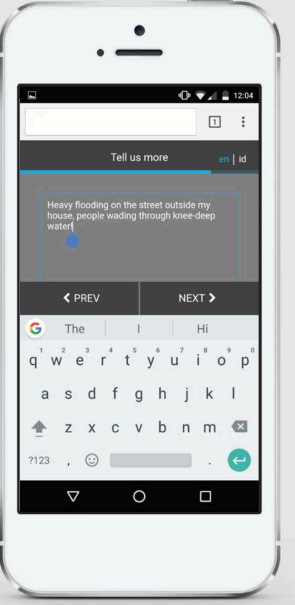 12:04
1
Tell us more
en | id
Heavy flooding on the street outside my
house, people wading through knee-deep
water
PREV
NEXT
G
The
I
Hi
1 2 3 4 5 6 7 8 9 0
q w e r t y u i o p
a s d f g h j k l
z x c v b n m
?123 , .